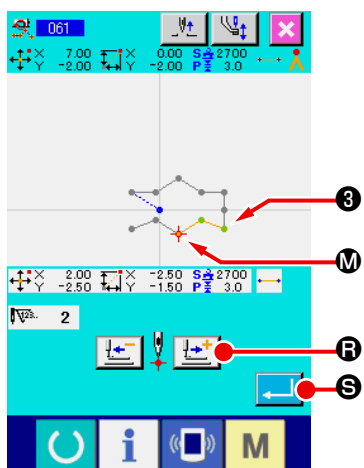 061
X 7.00 X 0.00 S 2700
Y -2.00 Y -2.00 P 3.0
3
M
X 2.00 X -2.50 S 2700
Y -2.50 Y -1.50 P 3.0
123.. 2
- + R
S
i M